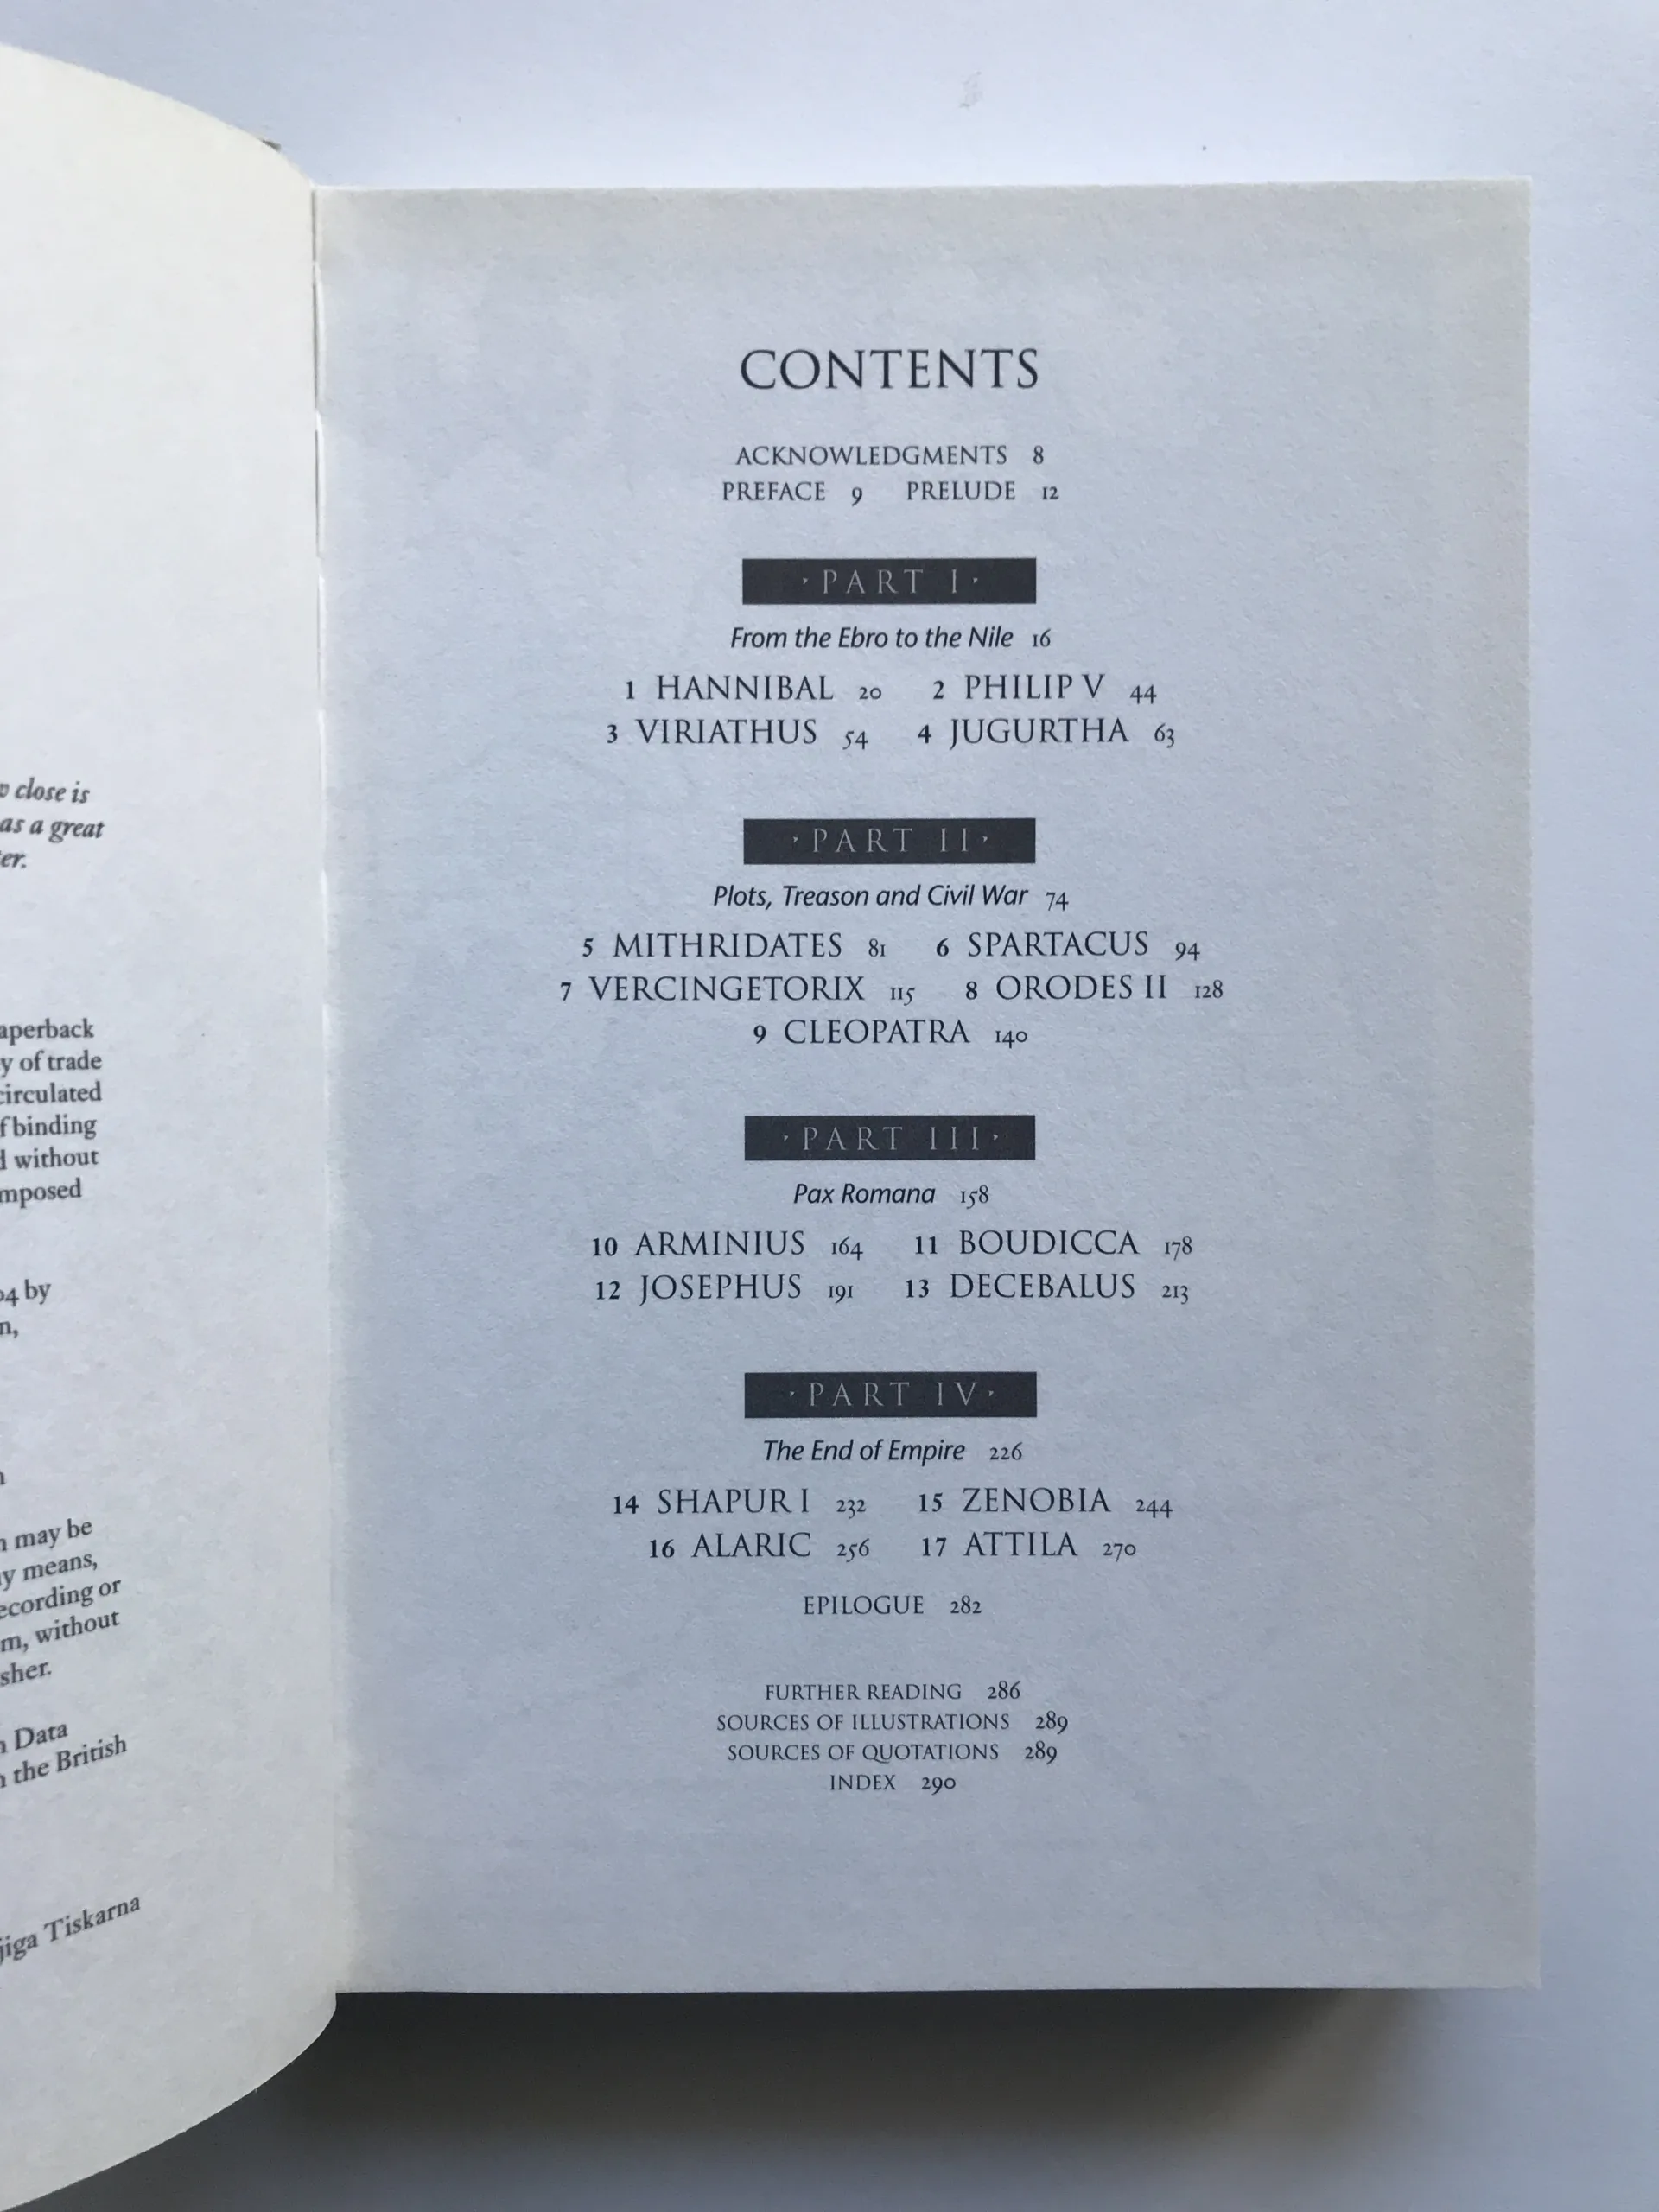 close is
as a great
aperback
y of trade
circulated
f binding
without
mposed
by
may be
y means,
ecording or
m, without
sher.
Data
the British
jiga Tiskarna
CONTENTS
ACKNOWLEDGMENTS 8
PREFACE 9 PRELUDE 12
· PART I ·
From the Ebro to the Nile 16
1 HANNIBAL 20 2 PHILIP V 44
3 VIRIATHUS 54 4 JUGURTHA 63
· PART II ·
Plots, Treason and Civil War 74
5 MITHRIDATES 81 6 SPARTACUS 94
7 VERCINGETORIX 115 8 ORODES II 128
9 CLEOPATRA 140
· PART III ·
Pax Romana 158
10 ARMINIUS 164 11 BOUDICCA 178
12 JOSEPHUS 191 13 DECEBALUS 213
· PART IV ·
The End of Empire 226
14 SHAPUR I 232 15 ZENOBIA 244
16 ALARIC 256 17 ATTILA 270
EPILOGUE 282
FURTHER READING 286
SOURCES OF ILLUSTRATIONS 289
SOURCES OF QUOTATIONS 289
INDEX 290